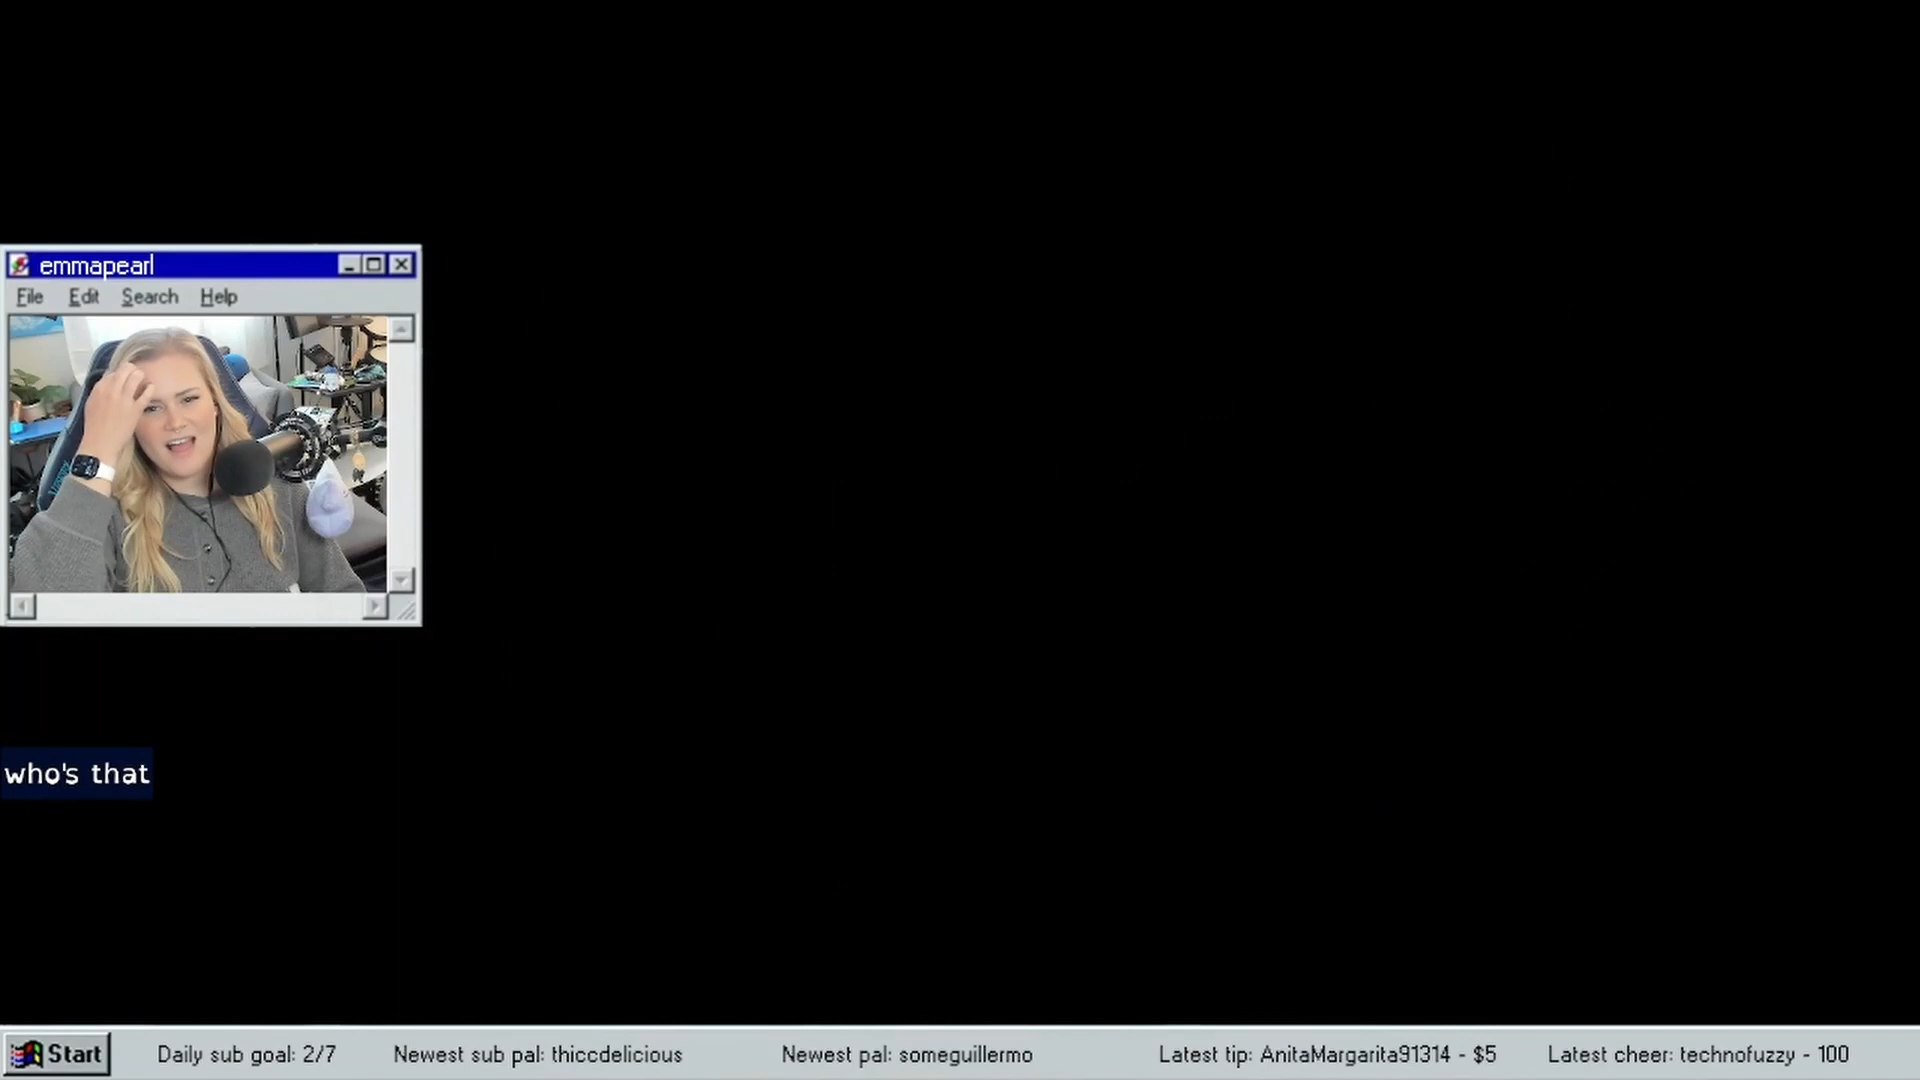 emmapearl
File Edit Search Help
who's that
Start Daily sub goal: 2/7 Newest sub pal: thiccdelicious Newest pal: someguillermo Latest tip: AnitaMargarita91314 - $5 Latest cheer: technofuzzy - 100